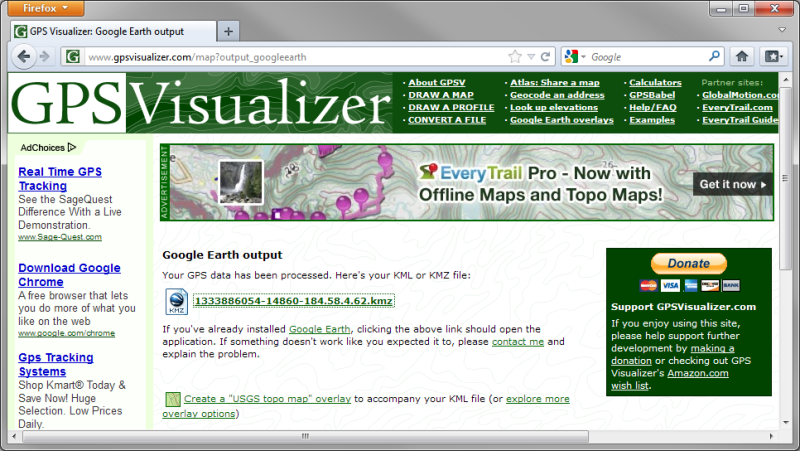 Firefox
GPS Visualizer: Google Earth output
www.gpsvisualizer.com/map?output_googleearth
Google
GPS Visualizer
· About GPSV
· DRAW A MAP
· DRAW A PROFILE
· CONVERT A FILE
· Atlas: Share a map
· Geocode an address
· Look up elevations
· Google Earth overlays
· Calculators
· GPSBabel
· Help/FAQ
· Examples
Partner sites:
· GlobalMotion.co
· EveryTrail.com
· EveryTrail Guide
AdChoices
Real Time GPS
Tracking
See the SageQuest
Difference With a Live
Demonstration.
www.Sage-Quest.com
Download Google
Chrome
A free browser that lets
you do more of what you
like on the web
www.google.com/chrome
Gps Tracking
Systems
Shop Kmart® Today &
Save Now! Huge
Selection. Low Prices
Daily.
ADVERTISEMENT
EveryTrail Pro - Now with
Offline Maps and Topo Maps!
Get it now
Google Earth output
Your GPS data has been processed. Here's your KML or KMZ file:
KMZ
1333886054-14860-184.58.4.62.kmz
If you've already installed Google Earth, clicking the above link should open the
application. If something doesn't work like you expected it to, please contact me and
explain the problem.
Create a "USGS topo map" overlay to accompany your KML file (or explore more
overlay options)
Donate
VISA
BANK
Support GPSVisualizer.com
If you enjoy using this site,
please help support further
development by making a
donation or checking out GPS
Visualizer's Amazon.com
wish list.